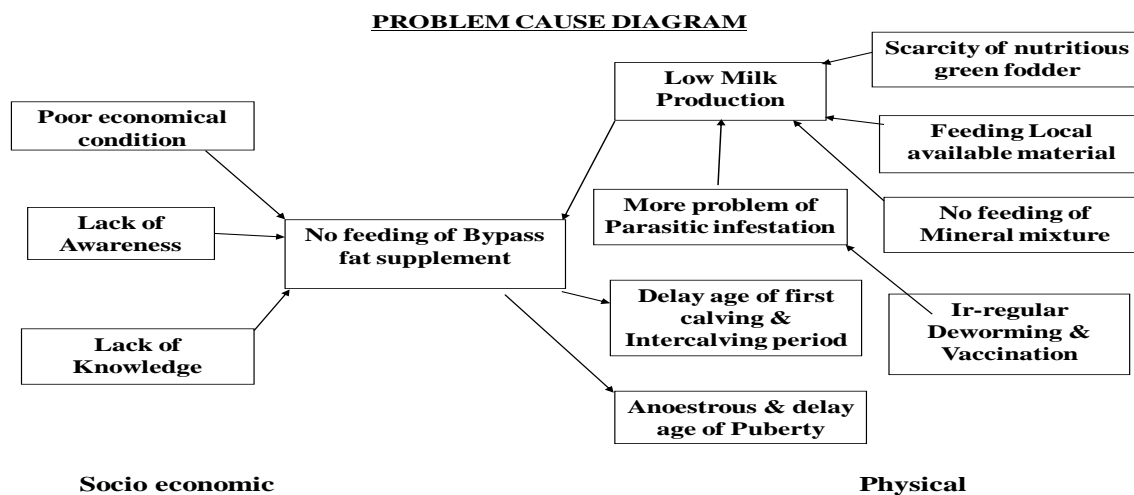 PROBLEM CAUSE DIAGRAM
Scarcity of nutritious
green fodder
Low Milk
Production
Poor economical
condition
Feeding Local
available material
More problem of
Parasitic infestation
No feeding of
Mineral mixture
Lack of
Awareness
No feeding of Bypass
fat supplement
Delay age of first
calving &
Intercalving period
Ir-regular
Deworming &
Vaccination
Lack of
Knowledge
Anoestrous & delay
age of Puberty
Socio economic
Physical